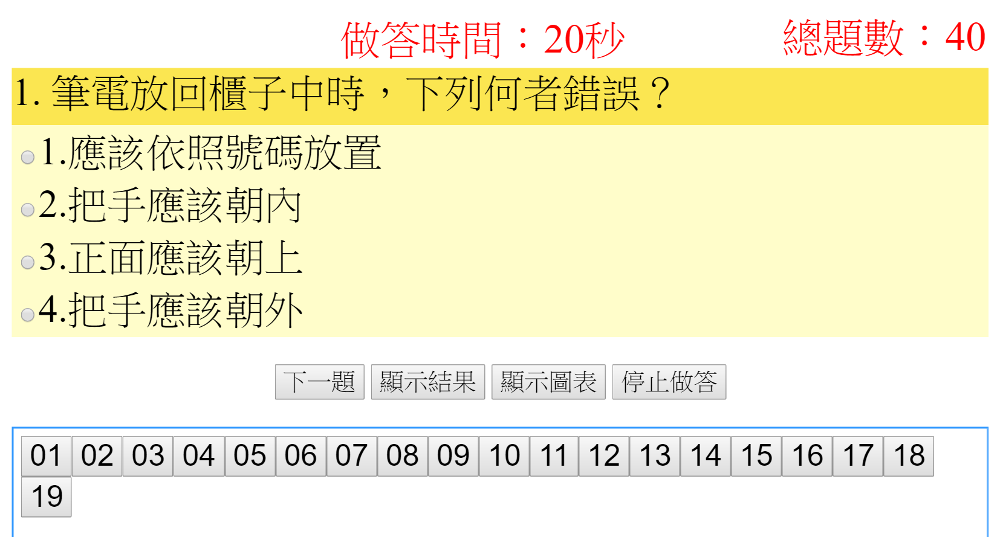 做答時間：20秒 總題數：40
1. 筆電放回櫃子中時，下列何者錯誤？
1.應該依照號碼放置
2.把手應該朝內
3.正面應該朝上
4.把手應該朝外
下一題 顯示結果 顯示圖表 停止做答
01 02 03 04 05 06 07 08 09 10 11 12 13 14 15 16 17 18
19